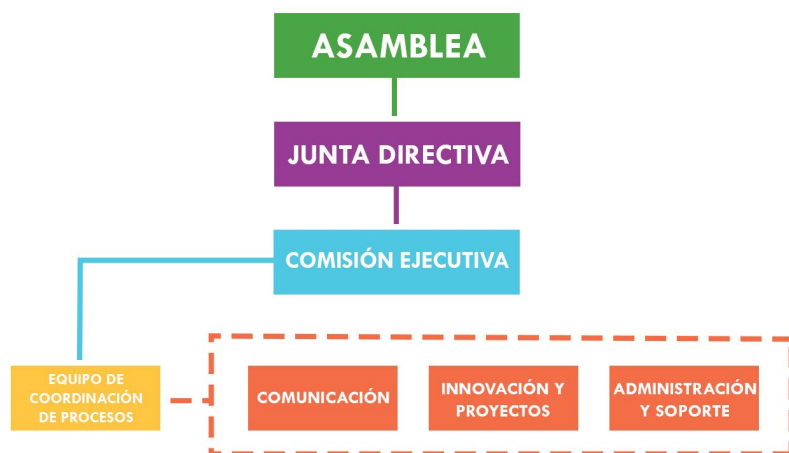 ASAMBLEA
JUNTA DIRECTIVA
COMISIÓN EJECUTIVA
EQUIPO DE
COORDINACIÓN
DE PROCESOS
COMUNICACIÓN
INNOVACIÓN Y
PROYECTOS
ADMINISTRACIÓN
Y SOPORTE